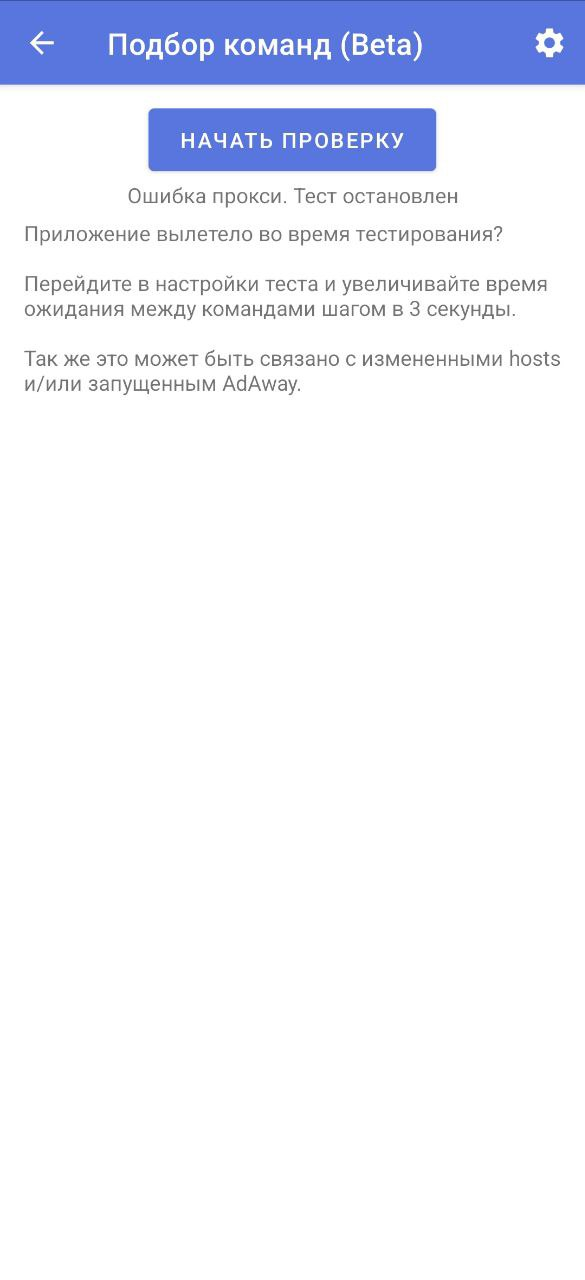 Подбор команд (Beta)
НАЧАТЬ ПРОВЕРКУ
Ошибка прокси. Тест остановлен
Приложение вылетело во время тестирования?
Перейдите в настройки теста и увеличивайте время
ожидания между командами шагом в 3 секунды.
Так же это может быть связано с измененными hosts
и/или запущенным AdAway.